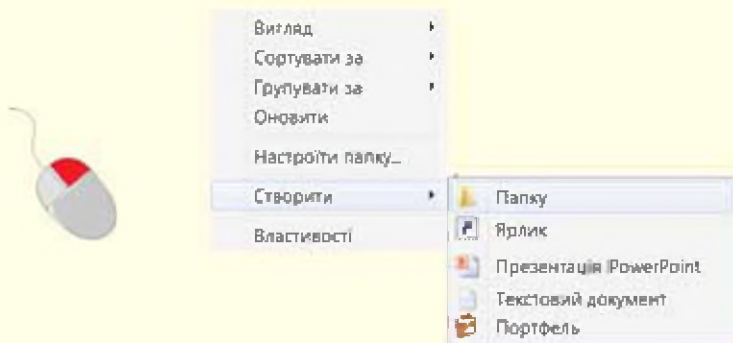 Вигляд
Сортувати за
Групувати за
Оновити
Настроїти папку...
Створити
Властивості
Папку
Ярлик
Презентація PowerPoint
Текстовий документ
Портфель